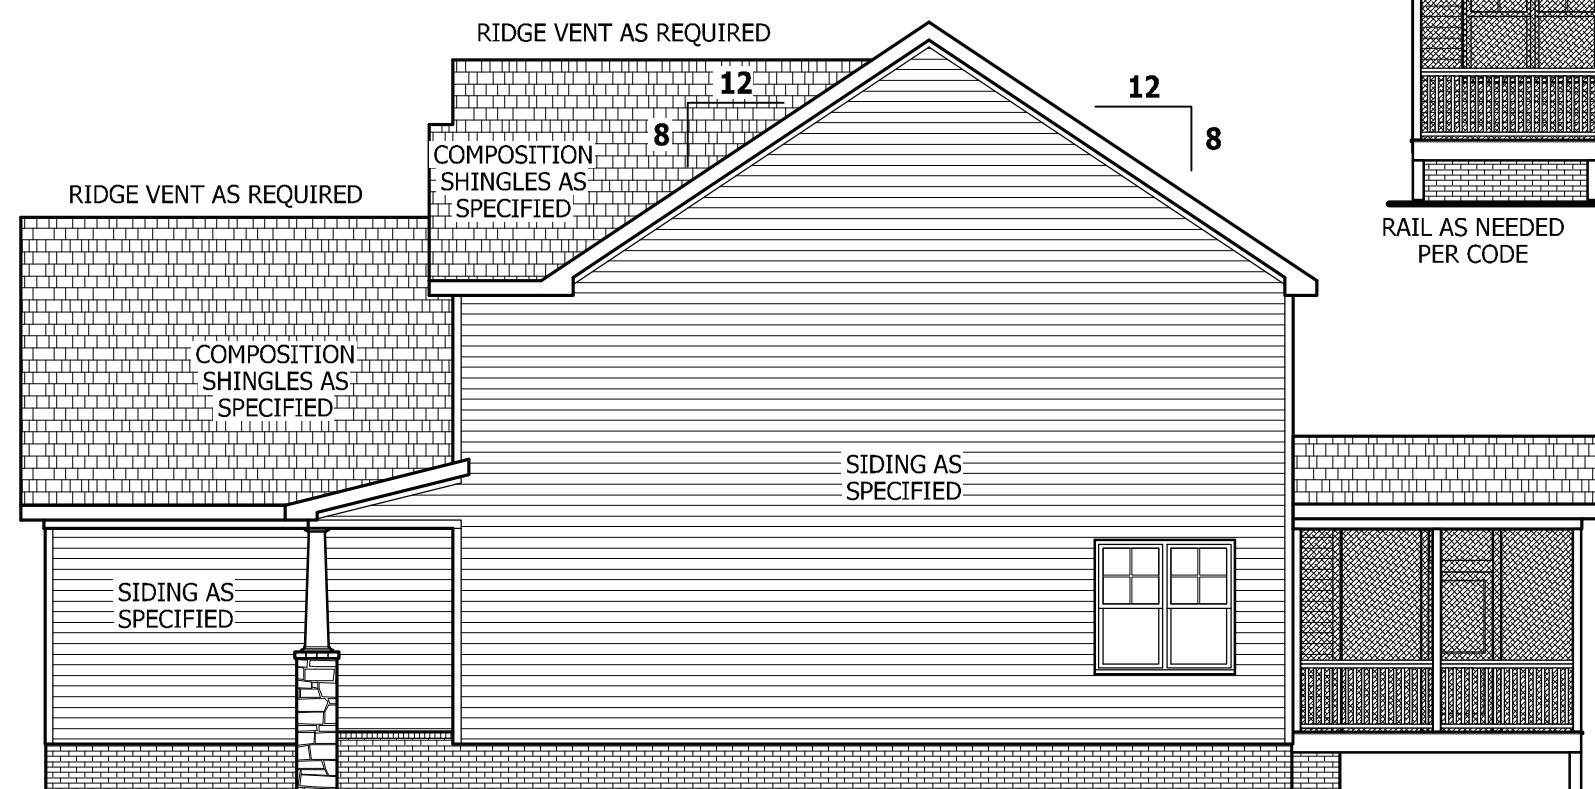 RIDGE VENT AS REQUIRED
12
8
12
8
COMPOSITION
SHINGLES AS
SPECIFIED
RIDGE VENT AS REQUIRED
RAIL AS NEEDED
PER CODE
COMPOSITION
SHINGLES AS
SPECIFIED
SIDING AS
SPECIFIED
SIDING AS
SPECIFIED